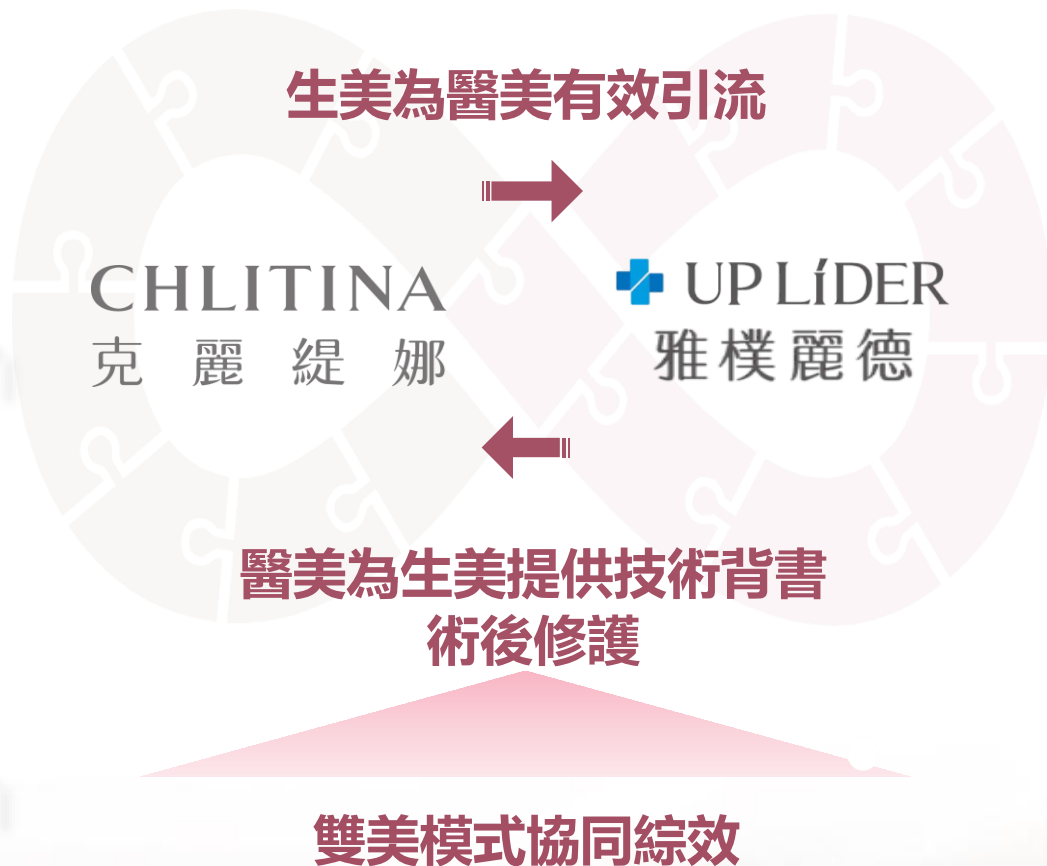 生美為醫美有效引流
CHLITINA
克麗緹娜
UP LÍDER
雅樸麗德
醫美為生美提供技術背書
術後修護
雙美模式協同綜效